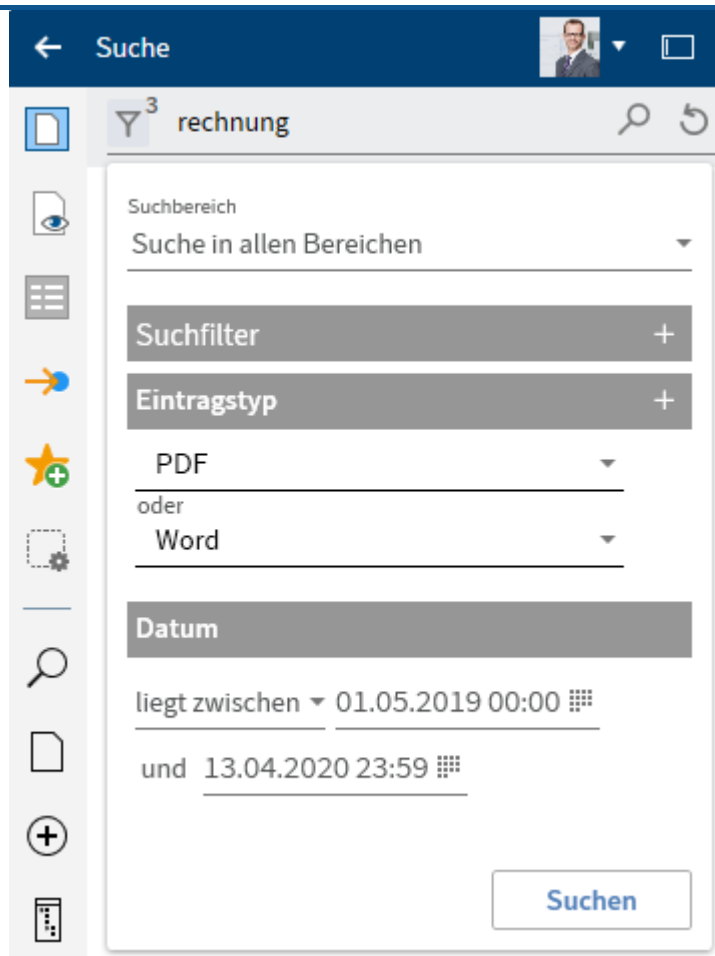 Suche
3
rechnung
Suchbereich
Suche in allen Bereichen
Suchfilter +
Eintragstyp +
PDF
oder
Word
Datum
liegt zwischen 01.05.2019 00:00
und 13.04.2020 23:59
Suchen